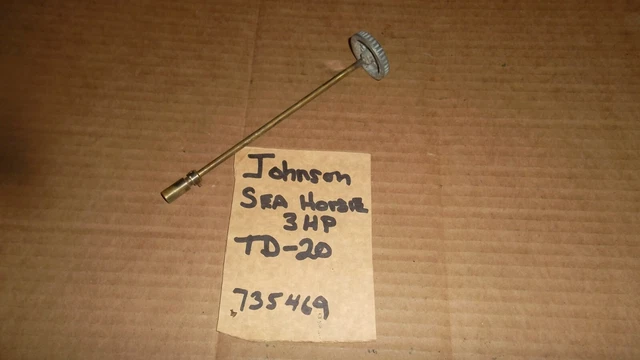 Johnson
SEA HORSE
3 HP
TD-20
735469